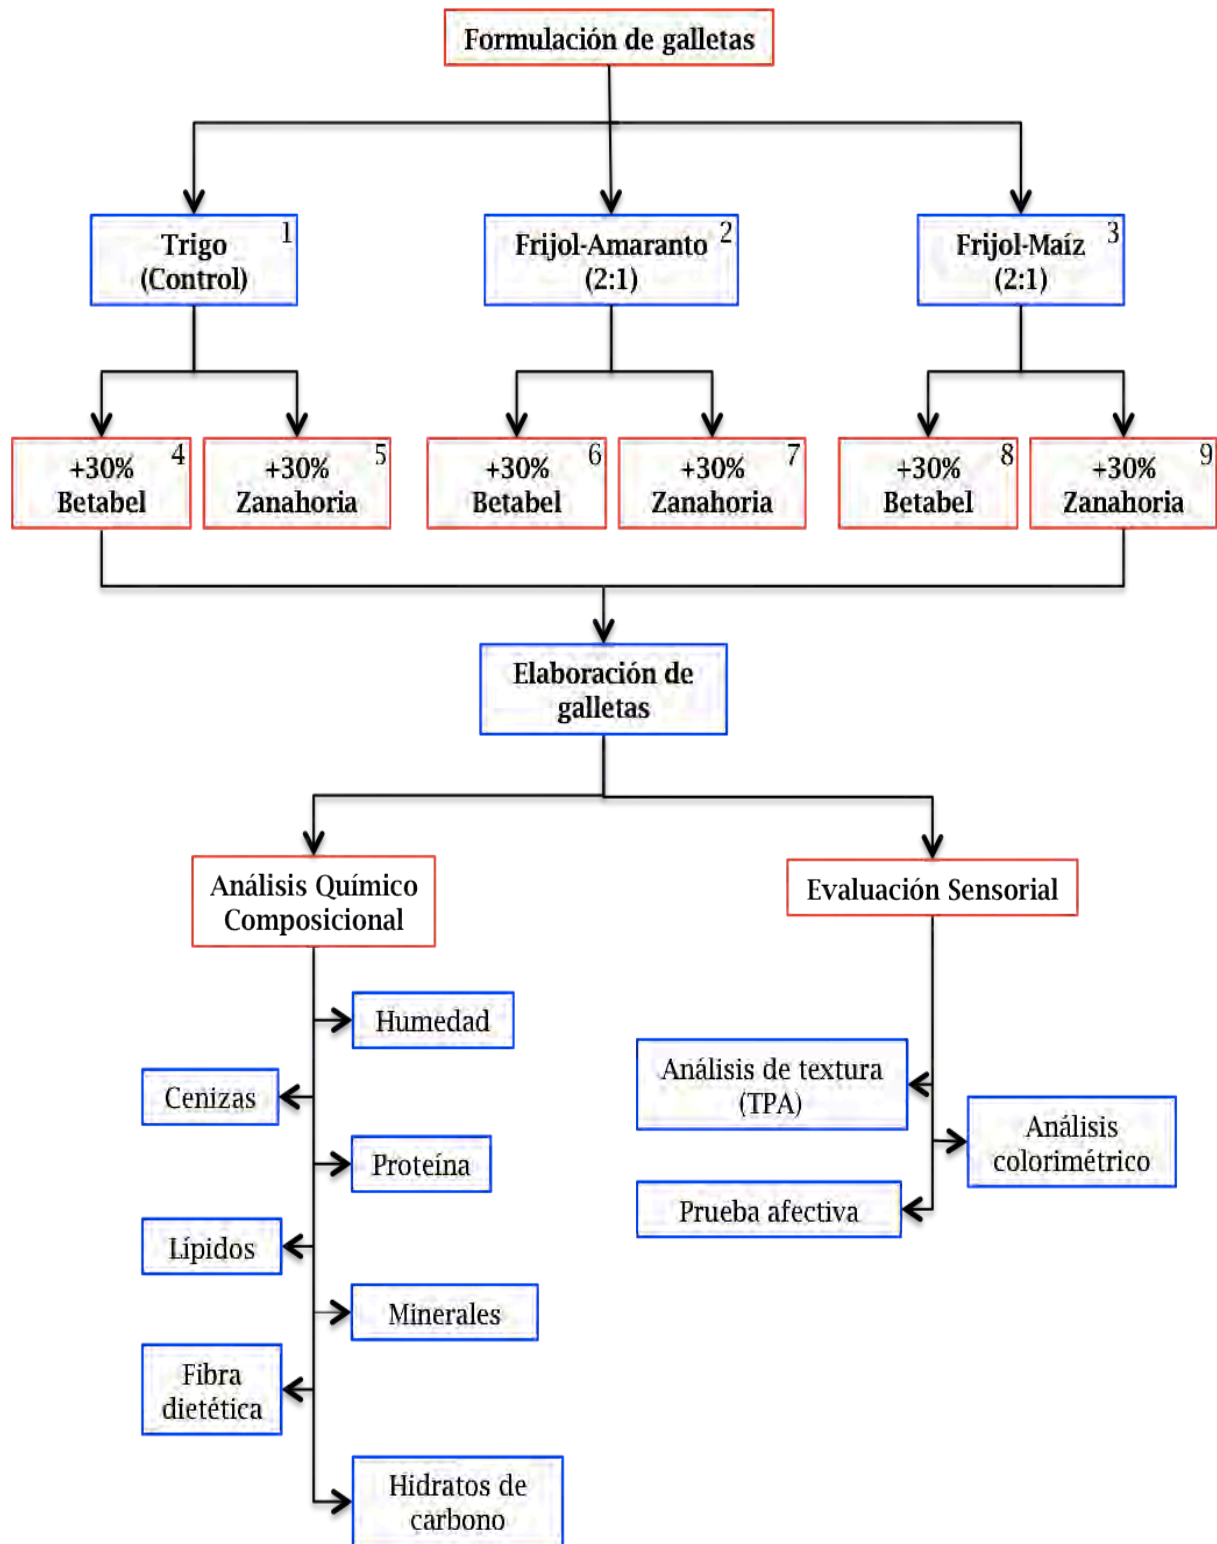 Formulación de galletas
Trigo 1
(Control)
Frijol-Amaranto 2
(2:1)
Frijol-Maíz 3
(2:1)
+30% 4
Betabel
+30% 5
Zanahoria
+30% 6
Betabel
+30% 7
Zanahoria
+30% 8
Betabel
+30% 9
Zanahoria
Elaboración de
galletas
Análisis Químico
Composicional
Humedad
Cenizas
Proteína
Lípidos
Minerales
Fibra
dietética
Hidratos de
carbono
Evaluación Sensorial
Análisis de textura
(TPA)
Análisis
colorimétrico
Prueba afectiva